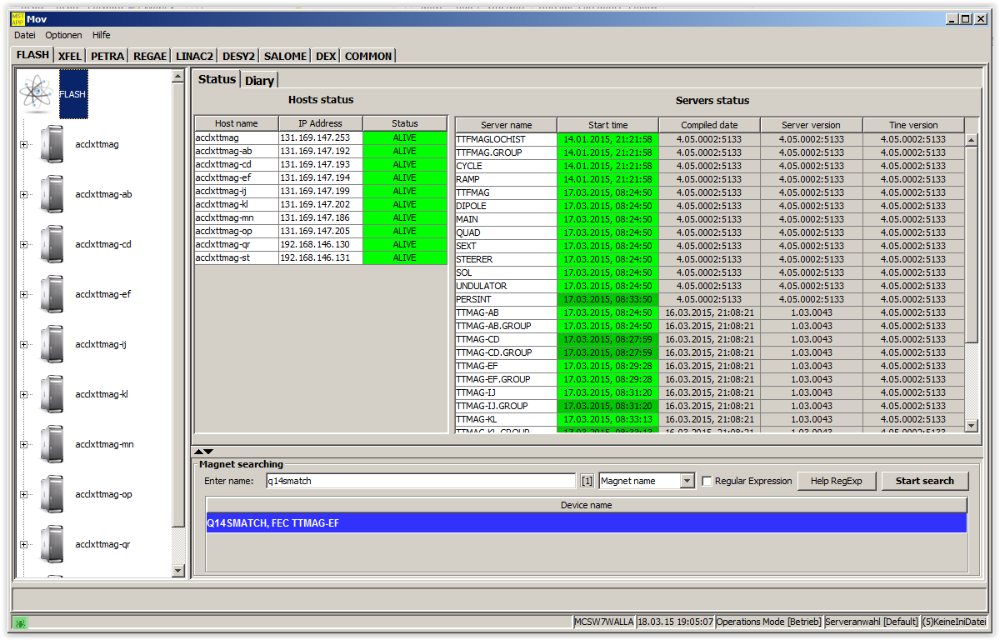 MST APP Mov
Datei Optionen Hilfe
FLASH XFEL PETRA REGAE LINAC2 DESY2 SALOME DEX COMMON
FLASH
accLxttmag
accLxttmag-ab
accLxttmag-cd
accLxttmag-ef
accLxttmag-ij
accLxttmag-kl
accLxttmag-mn
accLxttmag-op
accLxttmag-qr
Status Diary
Hosts status
Host name IP Address Status
acclxttmag 131.169.147.253 ALIVE
acclxttmag-ab 131.169.147.192 ALIVE
acclxttmag-cd 131.169.147.193 ALIVE
acclxttmag-ef 131.169.147.194 ALIVE
acclxttmag-ij 131.169.147.199 ALIVE
acclxttmag-kl 131.169.147.202 ALIVE
acclxttmag-mn 131.169.147.186 ALIVE
acclxttmag-op 131.169.147.205 ALIVE
acclxttmag-qr 192.168.146.130 ALIVE
acclxttmag-st 192.168.146.131 ALIVE
Servers status
Server name Start time Compiled date Server version Tine version
TTFMAGLOCHIST 14.01.2015, 21:21:58 4.05.0002:5133 4.05.0002:5133 4.05.0002:5133
TTFMAG.GROUP 14.01.2015, 21:21:58 4.05.0002:5133 4.05.0002:5133 4.05.0002:5133
CYCLE 14.01.2015, 21:21:58 4.05.0002:5133 4.05.0002:5133 4.05.0002:5133
RAMP 14.01.2015, 21:21:58 4.05.0002:5133 4.05.0002:5133 4.05.0002:5133
TTFMAG 17.03.2015, 08:24:50 4.05.0002:5133 4.05.0002:5133 4.05.0002:5133
DIPOLE 17.03.2015, 08:24:50 4.05.0002:5133 4.05.0002:5133 4.05.0002:5133
MAIN 17.03.2015, 08:24:50 4.05.0002:5133 4.05.0002:5133 4.05.0002:5133
QUAD 17.03.2015, 08:24:50 4.05.0002:5133 4.05.0002:5133 4.05.0002:5133
SEXT 17.03.2015, 08:24:50 4.05.0002:5133 4.05.0002:5133 4.05.0002:5133
STEERER 17.03.2015, 08:24:50 4.05.0002:5133 4.05.0002:5133 4.05.0002:5133
SOL 17.03.2015, 08:24:50 4.05.0002:5133 4.05.0002:5133 4.05.0002:5133
UNDULATOR 17.03.2015, 08:24:50 4.05.0002:5133 4.05.0002:5133 4.05.0002:5133
PERSINT 17.03.2015, 08:33:50 4.05.0002:5133 4.05.0002:5133 4.05.0002:5133
TTMAG-AB 17.03.2015, 08:24:50 16.03.2015, 21:08:21 1.03.0043 4.05.0002:5133
TTMAG-AB.GROUP 17.03.2015, 08:24:50 16.03.2015, 21:08:21 1.03.0043 4.05.0002:5133
TTMAG-CD 17.03.2015, 08:27:59 16.03.2015, 21:08:21 1.03.0043 4.05.0002:5133
TTMAG-CD.GROUP 17.03.2015, 08:27:59 16.03.2015, 21:08:21 1.03.0043 4.05.0002:5133
TTMAG-EF 17.03.2015, 08:29:28 16.03.2015, 21:08:21 1.03.0043 4.05.0002:5133
TTMAG-EF.GROUP 17.03.2015, 08:29:28 16.03.2015, 21:08:21 1.03.0043 4.05.0002:5133
TTMAG-IJ 17.03.2015, 08:31:20 16.03.2015, 21:08:21 1.03.0043 4.05.0002:5133
TTMAG-IJ.GROUP 17.03.2015, 08:31:20 16.03.2015, 21:08:21 1.03.0043 4.05.0002:5133
TTMAG-KL 17.03.2015, 08:33:13 16.03.2015, 21:08:21 1.03.0043 4.05.0002:5133
TTMAG-KL.GROUP 17.03.2015, 08:33:13 16.03.2015, 21:08:21 1.03.0043 4.05.0002:5133
Magnet searching
Enter name: q14smatch [1] Magnet name Regular Expression Help RegExp Start search
Device name
Q14SMATCH, FEC TTMAG-EF
MCSW7WALLA 18.03.15 19:05:07 Operations Mode [Betrieb] Serveranwahl [Default] (5)KeineIniDatei